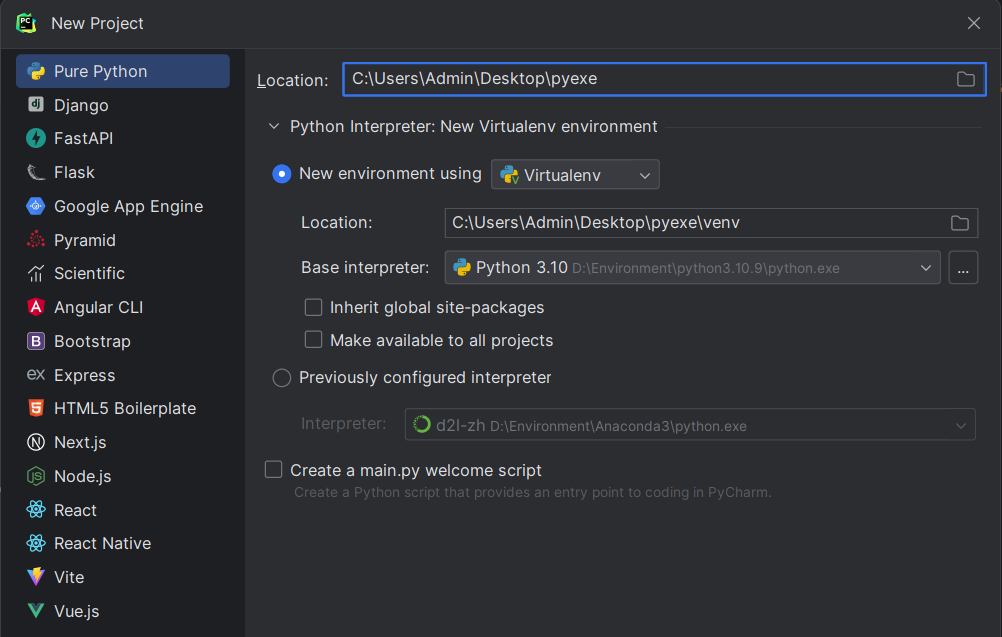 New Project
Pure Python
Django
FastAPI
Flask
Google App Engine
Pyramid
Scientific
Angular CLI
Bootstrap
Express
HTML5 Boilerplate
Next.js
Node.js
React
React Native
Vite
Vue.js
Location: C:\Users\Admin\Desktop\pyexe
Python Interpreter: New Virtualenv environment
New environment using Virtualenv
Location: C:\Users\Admin\Desktop\pyexe\venv
Base interpreter: Python 3.10 D:\Environment\python3.10.9\python.exe ...
Inherit global site-packages
Make available to all projects
Previously configured interpreter
Interpreter: d2l-zh D:\Environment\Anaconda3\python.exe
Create a main.py welcome script
Create a Python script that provides an entry point to coding in PyCharm.